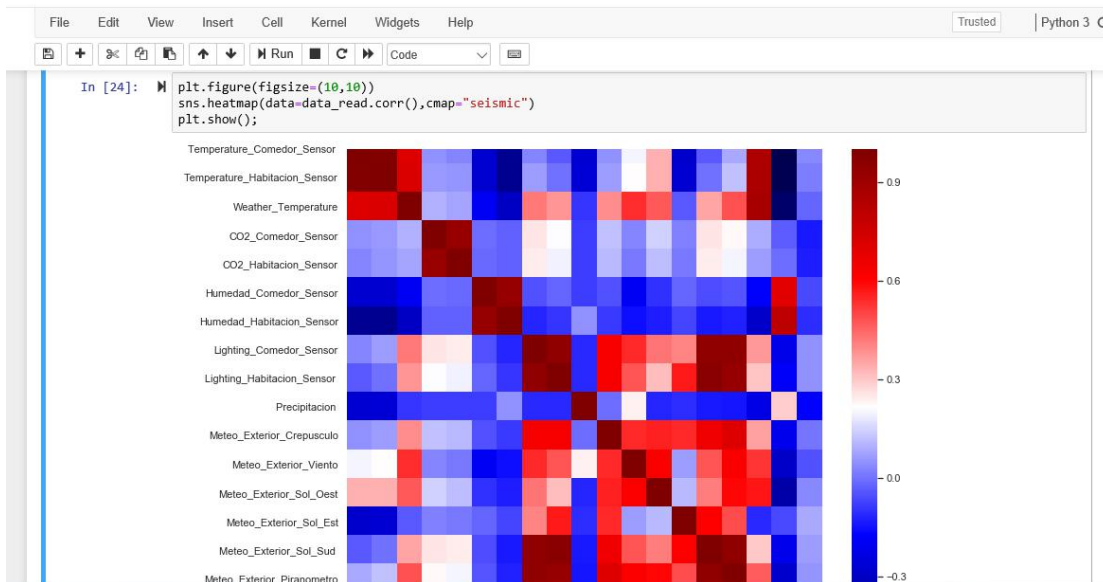 File Edit View Insert Cell Kernel Widgets Help Trusted Python 3
Run Code
In [24]:
plt.figure(figsize=(10,10))
sns.heatmap(data=data_read.corr(),cmap="seismic")
plt.show();
Temperature_Comedor_Sensor
Temperature_Habitacion_Sensor
Weather_Temperature
CO2_Comedor_Sensor
CO2_Habitacion_Sensor
Humedad_Comedor_Sensor
Humedad_Habitacion_Sensor
Lighting_Comedor_Sensor
Lighting_Habitacion_Sensor
Precipitacion
Meteo_Exterior_Crepusculo
Meteo_Exterior_Viento
Meteo_Exterior_Sol_Oest
Meteo_Exterior_Sol_Est
Meteo_Exterior_Sol_Sud
Meteo_Exterior_Piranometro
0.9
0.6
0.3
0.0
−0.3